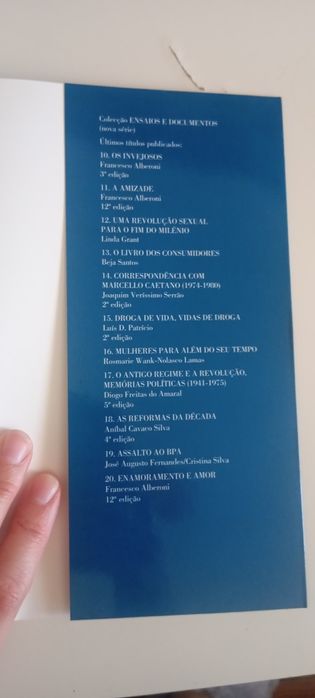 Colecção ENSAIOS E DOCUMENTOS
(nova série)
Últimos títulos publicados:
10. OS INVEJOSOS
Francesco Alberoni
3ª edição
11. A AMIZADE
Francesco Alberoni
12ª edição
12. UMA REVOLUÇÃO SEXUAL
PARA O FIM DO MILÉNIO
Linda Grant
13. O LIVRO DOS CONSUMIDORES
Beja Santos
14. CORRESPONDÊNCIA COM
MARCELLO CAETANO (1974-1980)
Joaquim Veríssimo Serrão
2ª edição
15. DROGA DE VIDA, VIDAS DE DROGA
Luís D. Patrício
2ª edição
16. MULHERES PARA ALÉM DO SEU TEMPO
Rosmarie Wank-Nolasco Lamas
17. O ANTIGO REGIME E A REVOLUÇÃO,
MEMÓRIAS POLÍTICAS (1941-1975)
Diogo Freitas do Amaral
5ª edição
18. AS REFORMAS DA DÉCADA
Aníbal Cavaco Silva
4ª edição
19. ASSALTO AO BPA
José Augusto Fernandes/Cristina Silva
20. ENAMORAMENTO E AMOR
Francesco Alberoni
12ª edição